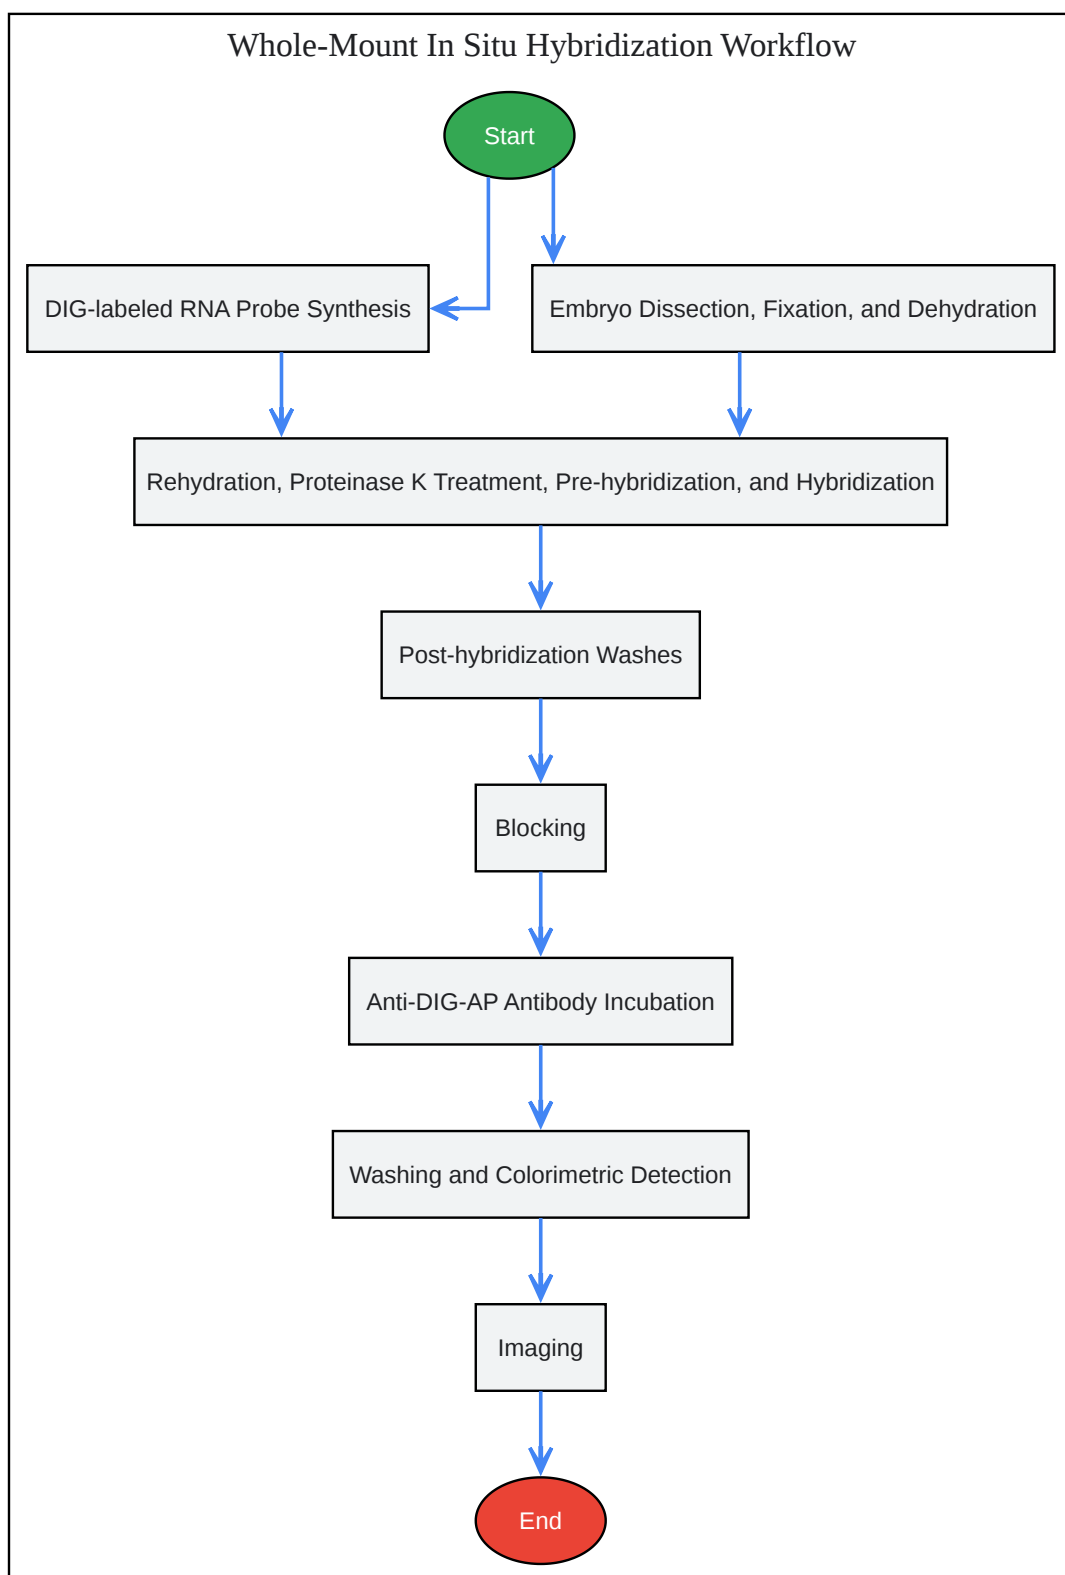 Whole-Mount In Situ Hybridization Workflow
Start
DIG-labeled RNA Probe Synthesis
Embryo Dissection, Fixation, and Dehydration
Rehydration, Proteinase K Treatment, Pre-hybridization, and Hybridization
Post-hybridization Washes
Blocking
Anti-DIG-AP Antibody Incubation
Washing and Colorimetric Detection
Imaging
End